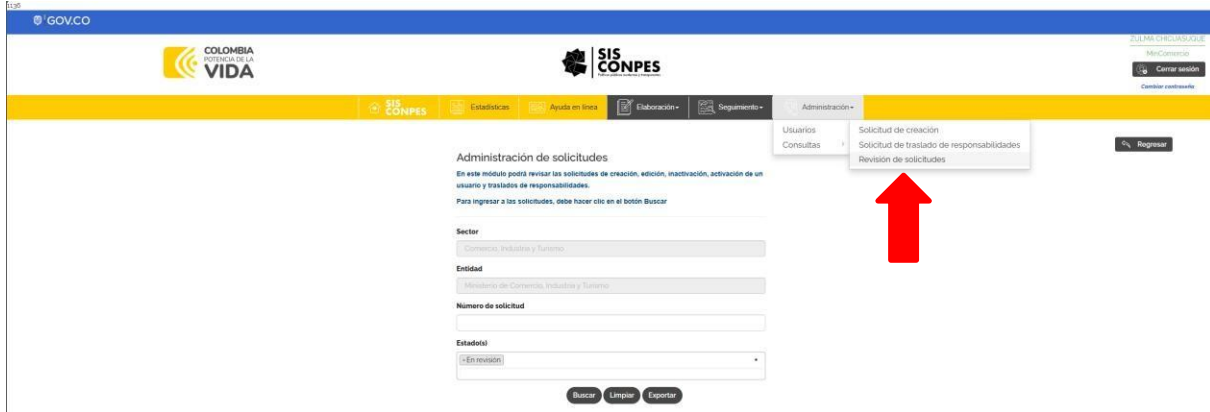 1136
GOV.CO
COLOMBIA
POTENCIA DE LA
VIDA
SIS
CONPES
ZULMA CHICUASUQUE
MinComercio
Cerrar sesión
Cambiar contraseña
SIS
CONPES
Estadísticas
Ayuda en línea
Elaboración
Seguimiento
Administración
Usuarios
Consultas
Solicitud de creación
Solicitud de traslado de responsabilidades
Revisión de solicitudes
Regresar
Administración de solicitudes
En este módulo podrá revisar las solicitudes de creación, edición, inactivación, activación de un
usuario y traslados de responsabilidades.
Para ingresar a las solicitudes, debe hacer clic en el botón Buscar
Sector
Comercio, Industria y Turismo
Entidad
Ministerio de Comercio, Industria y Turismo
Número de solicitud
Estado(s)
×En revisión
Buscar
Limpiar
Exportar